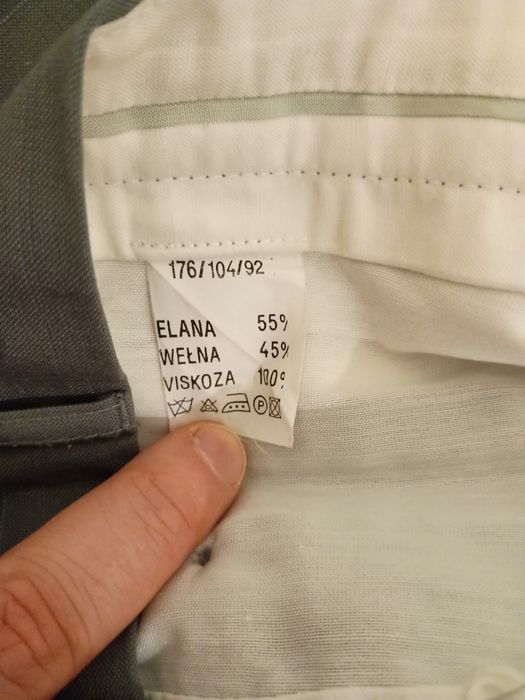 176/104/92
ELANA 55%
WEŁNA 45%
VISKOZA 100%
P